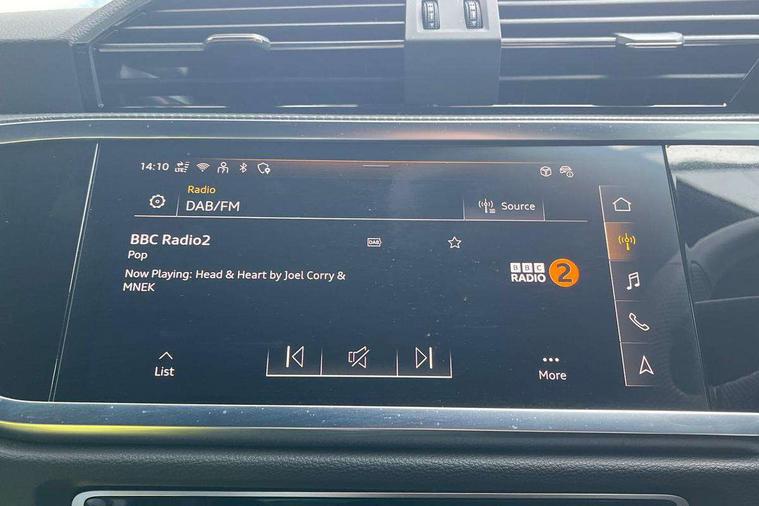 14:10 LTE
Radio
DAB/FM
Source
BBC Radio2
DAB
Pop
Now Playing: Head & Heart by Joel Corry &
MNEK
BBC
RADIO 2
List
More